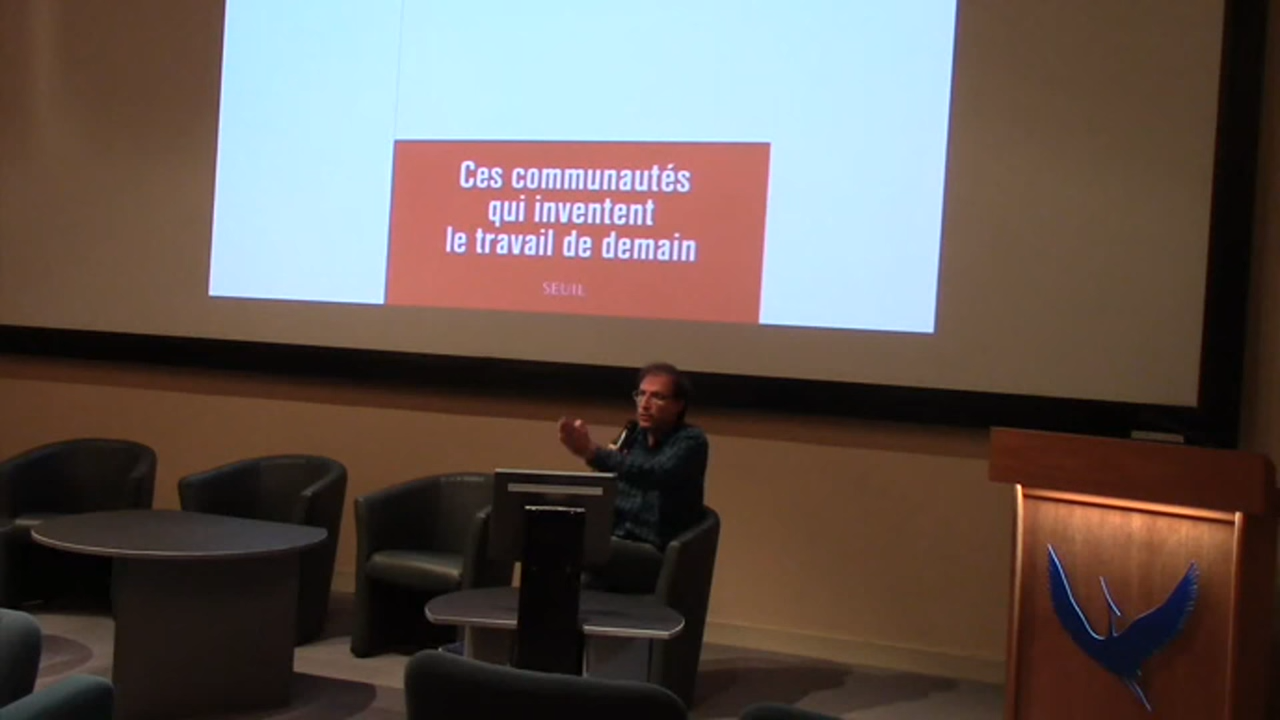 Ces communautés
qui inventent
le travail de demain
SEUIL